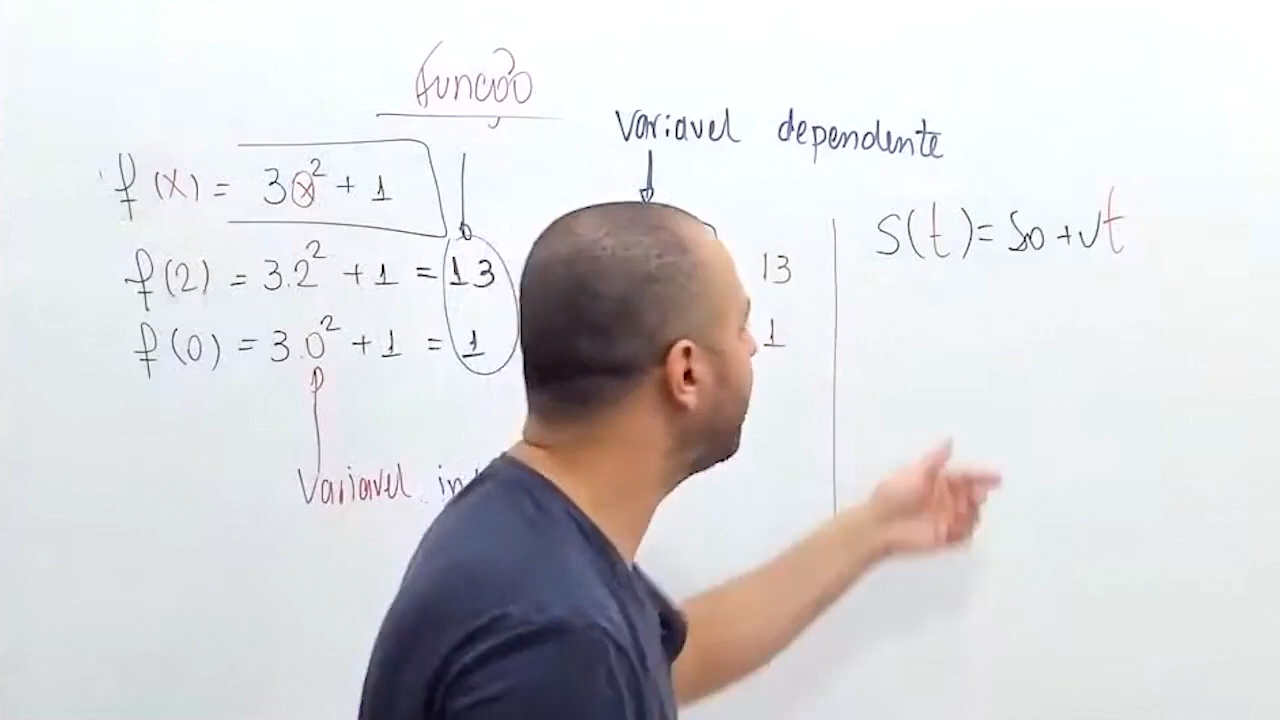 Função
Variavel dependente
f(x) = 3x² + 1
f(2) = 3.2² + 1 = 13
f(0) = 3.0² + 1 = 1
Variavel in
13
1
S(t) = So + vt